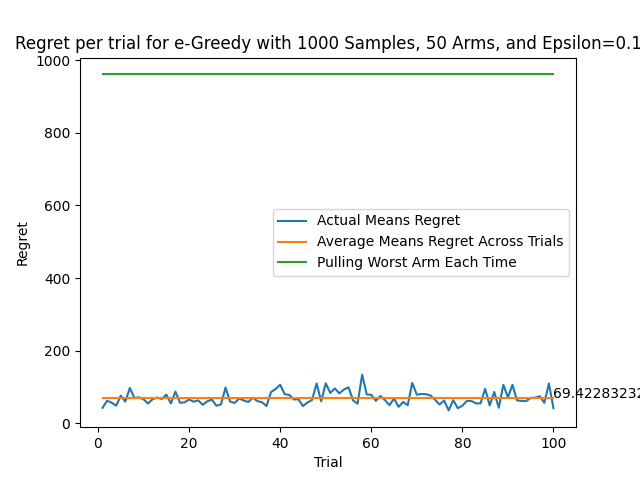 Regret per trial for e-Greedy with 1000 Samples, 50 Arms, and Epsilon=0.1
1000
800
600
400
200
0
Regret
Actual Means Regret
Average Means Regret Across Trials
Pulling Worst Arm Each Time
69.42283232
0
20
40
60
80
100
Trial